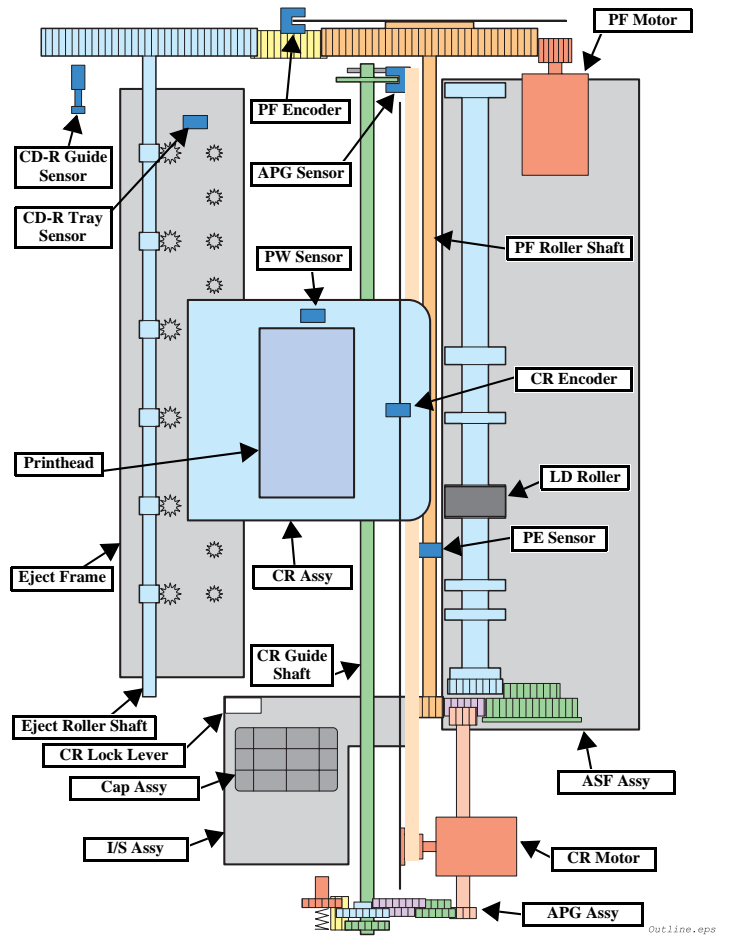 PF Motor
PF Encoder
CD-R Guide
Sensor
APG Sensor
CD-R Tray
Sensor
PW Sensor
PF Roller Shaft
CR Encoder
Printhead
LD Roller
PE Sensor
Eject Frame
CR Assy
CR Guide
Shaft
Eject Roller Shaft
CR Lock Lever
Cap Assy
ASF Assy
I/S Assy
CR Motor
APG Assy
Outline.eps